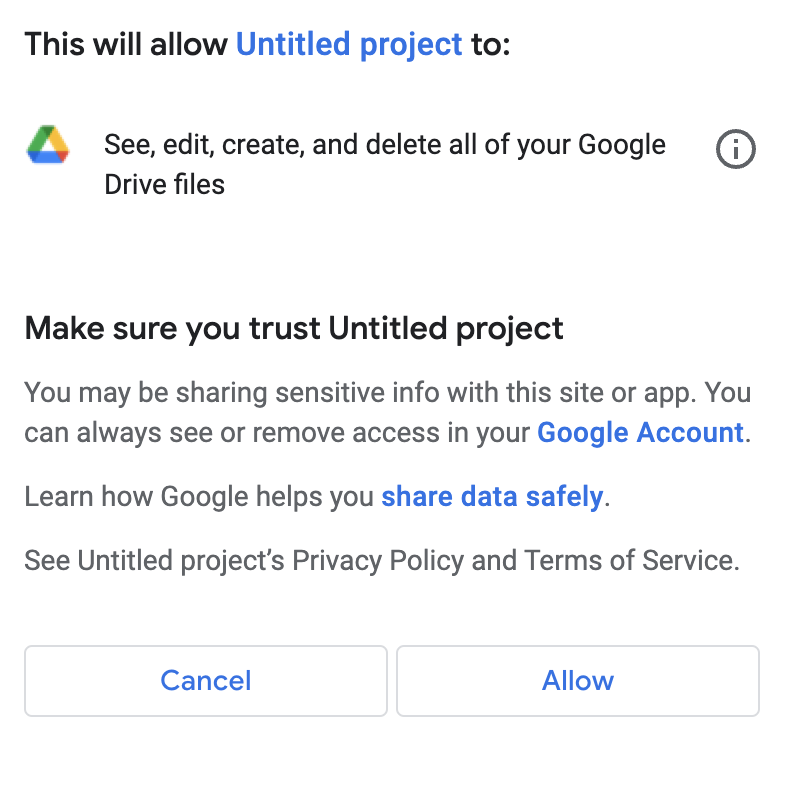 This will allow Untitled project to:
See, edit, create, and delete all of your Google
Drive files
Make sure you trust Untitled project
You may be sharing sensitive info with this site or app. You
can always see or remove access in your Google Account.
Learn how Google helps you share data safely.
See Untitled project’s Privacy Policy and Terms of Service.
Cancel
Allow